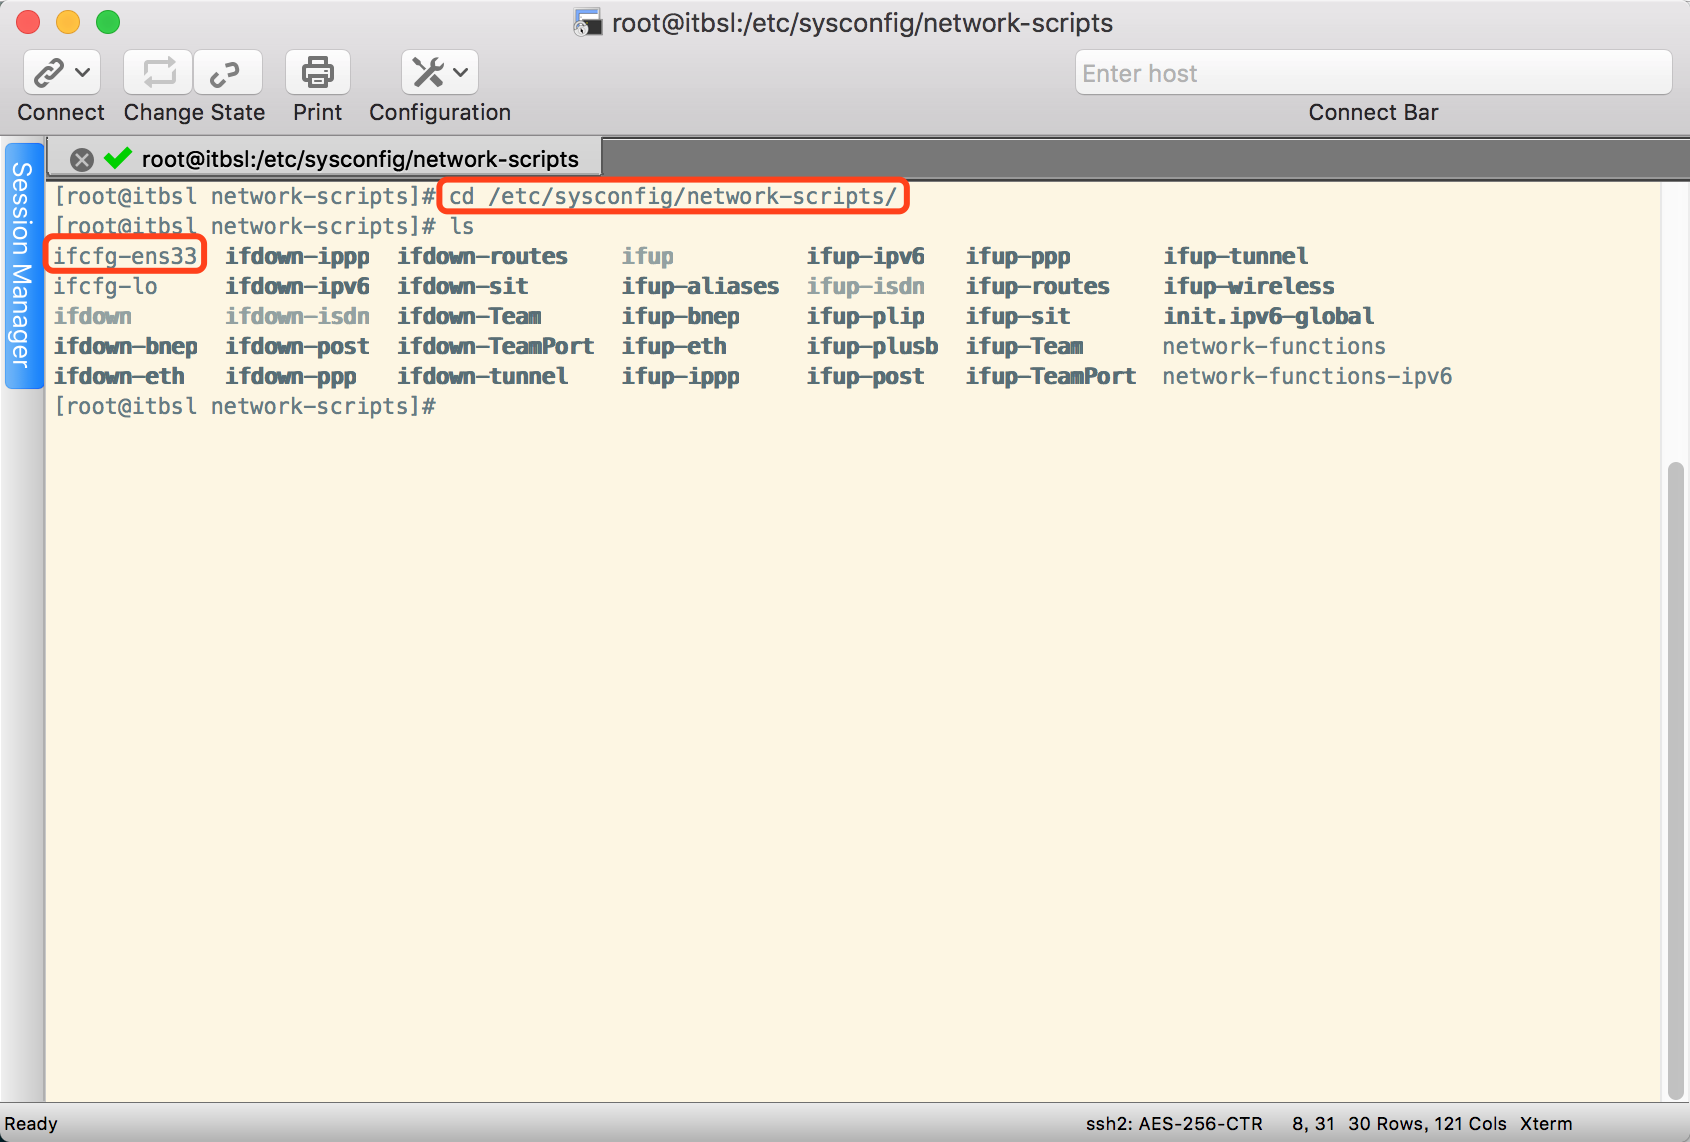 root@itbsl:/etc/sysconfig/network-scripts
Enter host
Connect Change State Print Configuration Connect Bar
root@itbsl:/etc/sysconfig/network-scripts
Session Manager
[root@itbsl network-scripts]# cd /etc/sysconfig/network-scripts/
[root@itbsl network-scripts]# ls
ifcfg-ens33 ifdown-ippp ifdown-routes ifup ifup-ipv6 ifup-ppp ifup-tunnel
ifcfg-lo ifdown-ipv6 ifdown-sit ifup-aliases ifup-isdn ifup-routes ifup-wireless
ifdown ifdown-isdn ifdown-Team ifup-bnep ifup-plip ifup-sit init.ipv6-global
ifdown-bnep ifdown-post ifdown-TeamPort ifup-eth ifup-plusb ifup-Team network-functions
ifdown-eth ifdown-ppp ifdown-tunnel ifup-ippp ifup-post ifup-TeamPort network-functions-ipv6
[root@itbsl network-scripts]#
Ready ssh2: AES-256-CTR 8, 31 30 Rows, 121 Cols Xterm